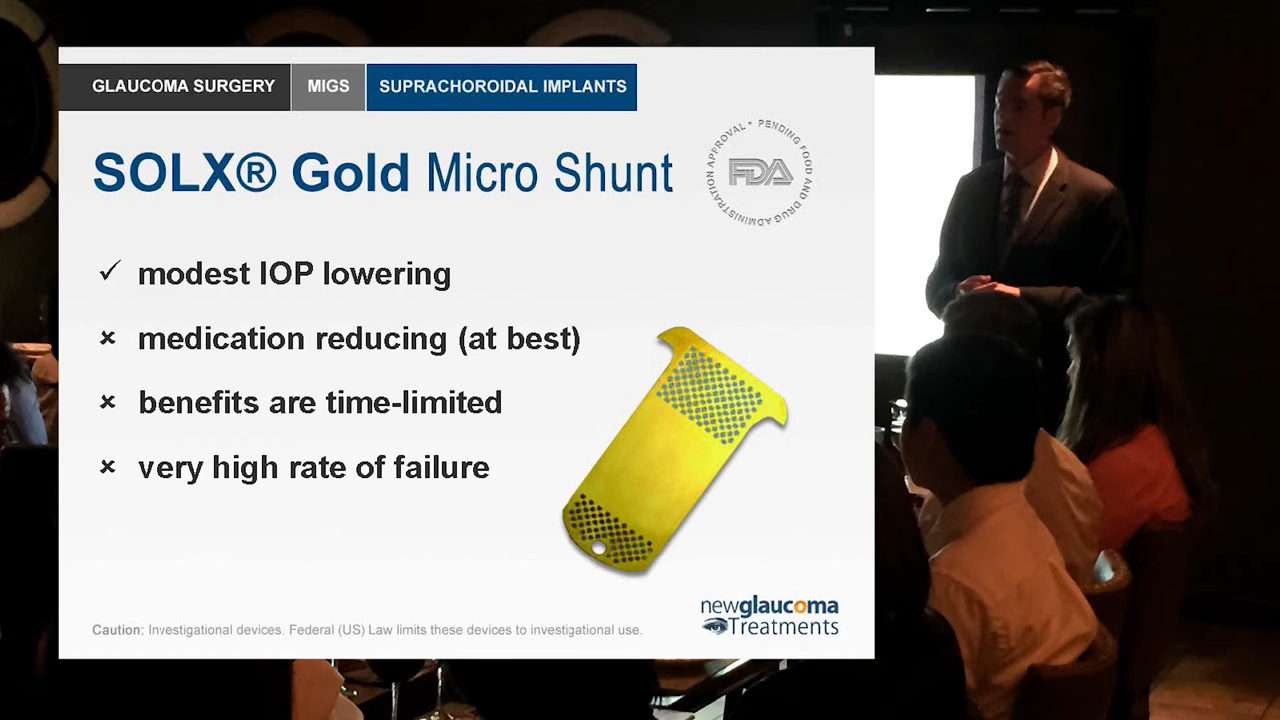 GLAUCOMA SURGERY MIGS SUPRACHOROIDAL IMPLANTS
SOLX® Gold Micro Shunt
PENDING FOOD AND DRUG ADMINISTRATION APPROVAL *
FDA
✓ modest IOP lowering
× medication reducing (at best)
× benefits are time-limited
× very high rate of failure
newglaucoma
Treatments
Caution: Investigational devices. Federal (US) Law limits these devices to investigational use.